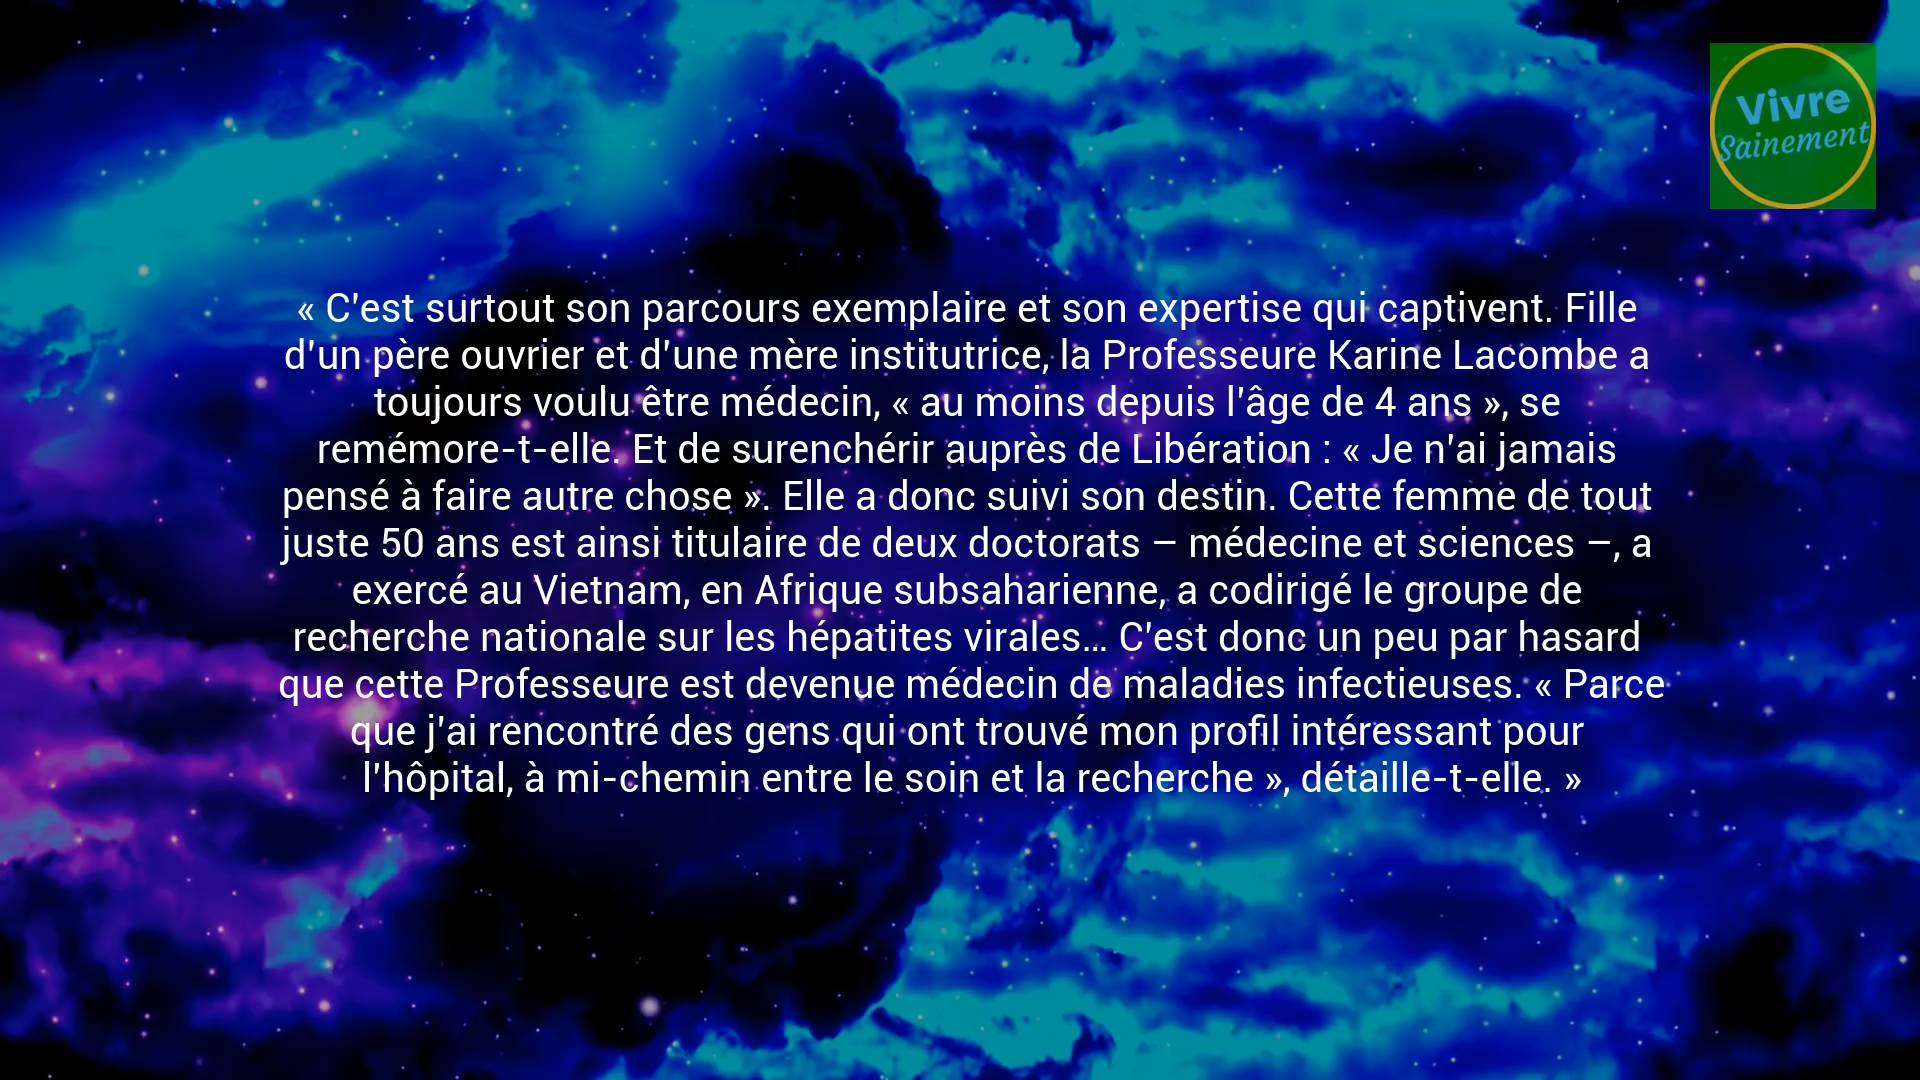 Vivre
Sainement
« C'est surtout son parcours exemplaire et son expertise qui captivent. Fille
d'un père ouvrier et d'une mère institutrice, la Professeure Karine Lacombe a
toujours voulu être médecin, « au moins depuis l'âge de 4 ans », se
remémore-t-elle. Et de surenchérir auprès de Libération : « Je n'ai jamais
pensé à faire autre chose ». Elle a donc suivi son destin. Cette femme de tout
juste 50 ans est ainsi titulaire de deux doctorats – médecine et sciences –, a
exercé au Vietnam, en Afrique subsaharienne, a codirigé le groupe de
recherche nationale sur les hépatites virales… C'est donc un peu par hasard
que cette Professeure est devenue médecin de maladies infectieuses. « Parce
que j'ai rencontré des gens qui ont trouvé mon profil intéressant pour
l'hôpital, à mi-chemin entre le soin et la recherche », détaille-t-elle. »